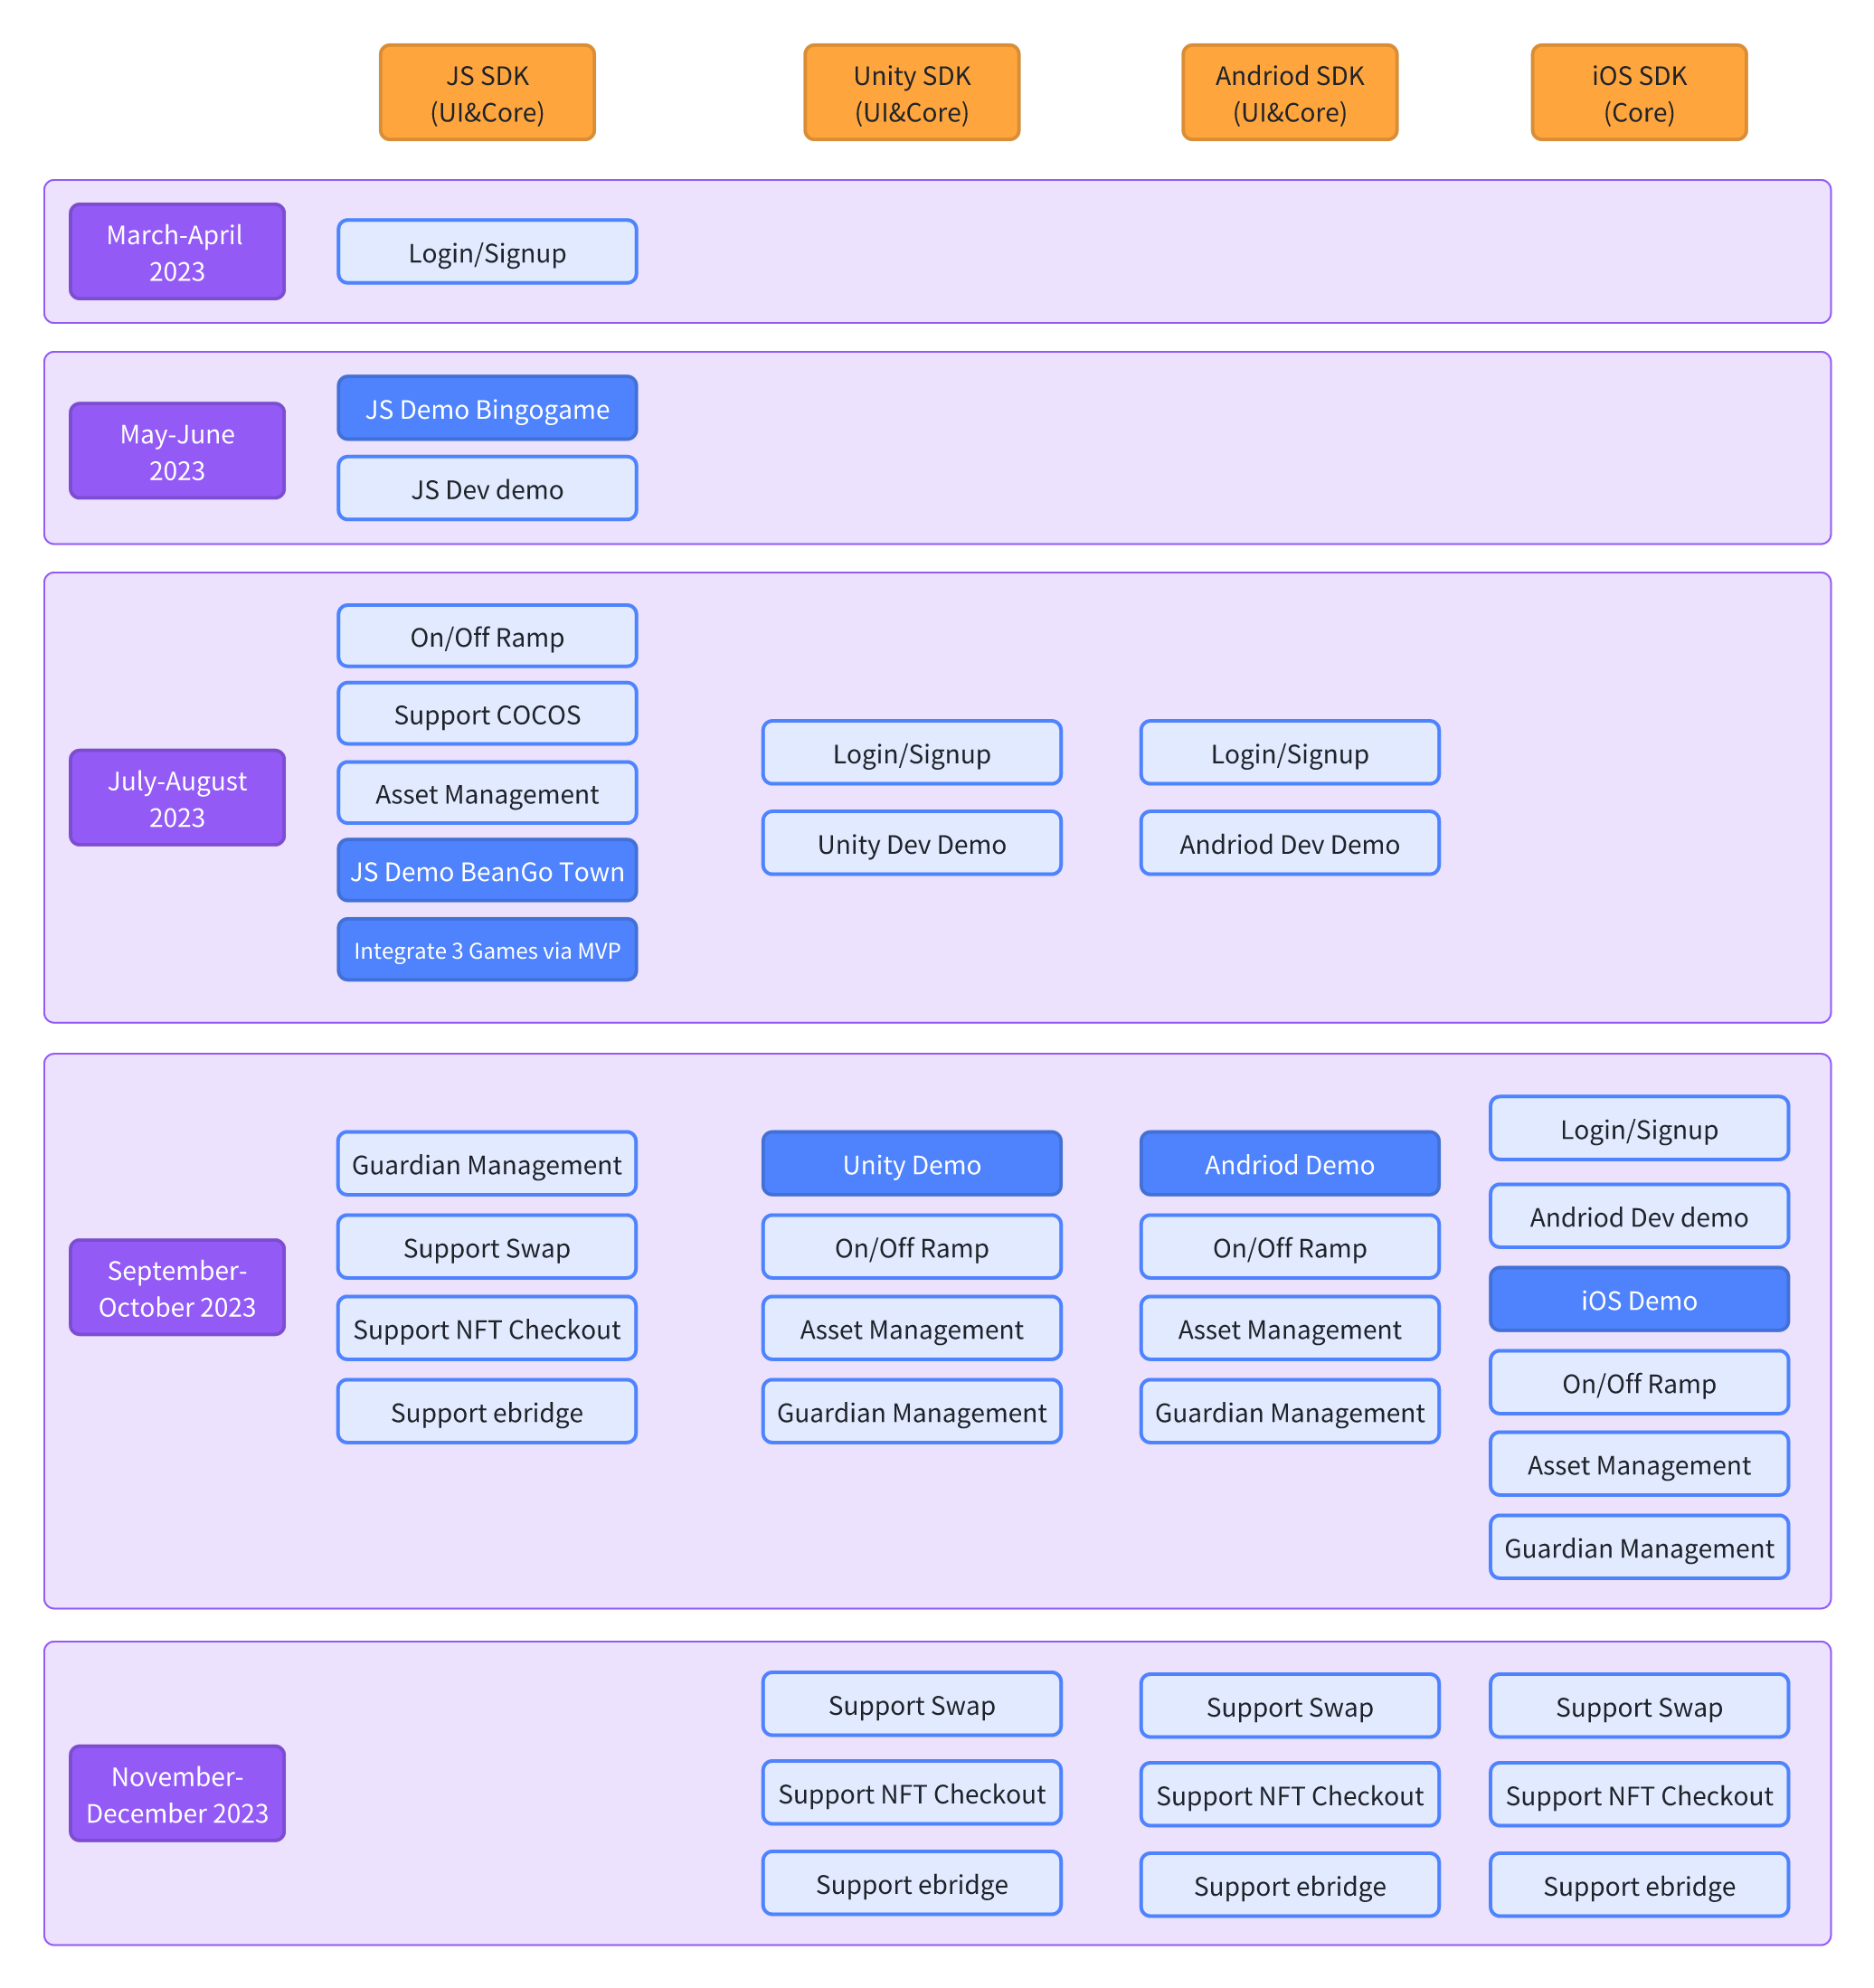 JS SDK
(UI&Core)
Unity SDK
(UI&Core)
Andriod SDK
(UI&Core)
iOS SDK
(Core)
March-April
2023
Login/Signup
May-June
2023
JS Demo Bingogame
JS Dev demo
July-August
2023
On/Off Ramp
Support COCOS
Asset Management
JS Demo BeanGo Town
Integrate 3 Games via MVP
Login/Signup
Unity Dev Demo
Login/Signup
Andriod Dev Demo
September-
October 2023
Guardian Management
Support Swap
Support NFT Checkout
Support ebridge
Unity Demo
On/Off Ramp
Asset Management
Guardian Management
Andriod Demo
On/Off Ramp
Asset Management
Guardian Management
Login/Signup
Andriod Dev demo
iOS Demo
On/Off Ramp
Asset Management
Guardian Management
November-
December 2023
Support Swap
Support NFT Checkout
Support ebridge
Support Swap
Support NFT Checkout
Support ebridge
Support Swap
Support NFT Checkout
Support ebridge